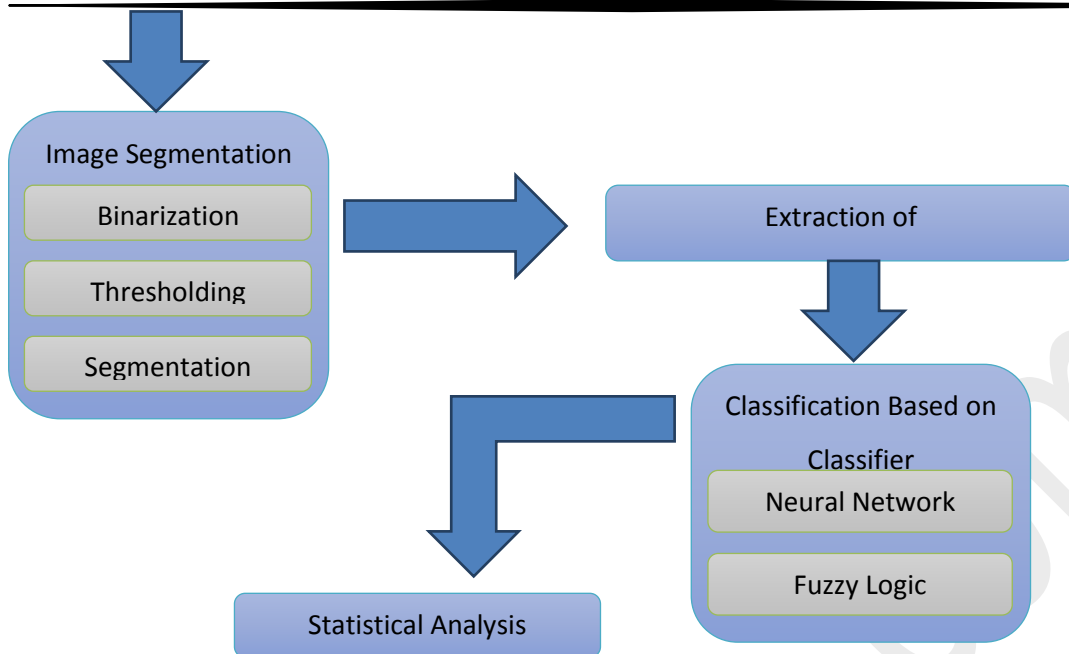 Image Segmentation
Binarization
Thresholding
Segmentation
Extraction of
Classification Based on
Classifier
Neural Network
Fuzzy Logic
Statistical Analysis